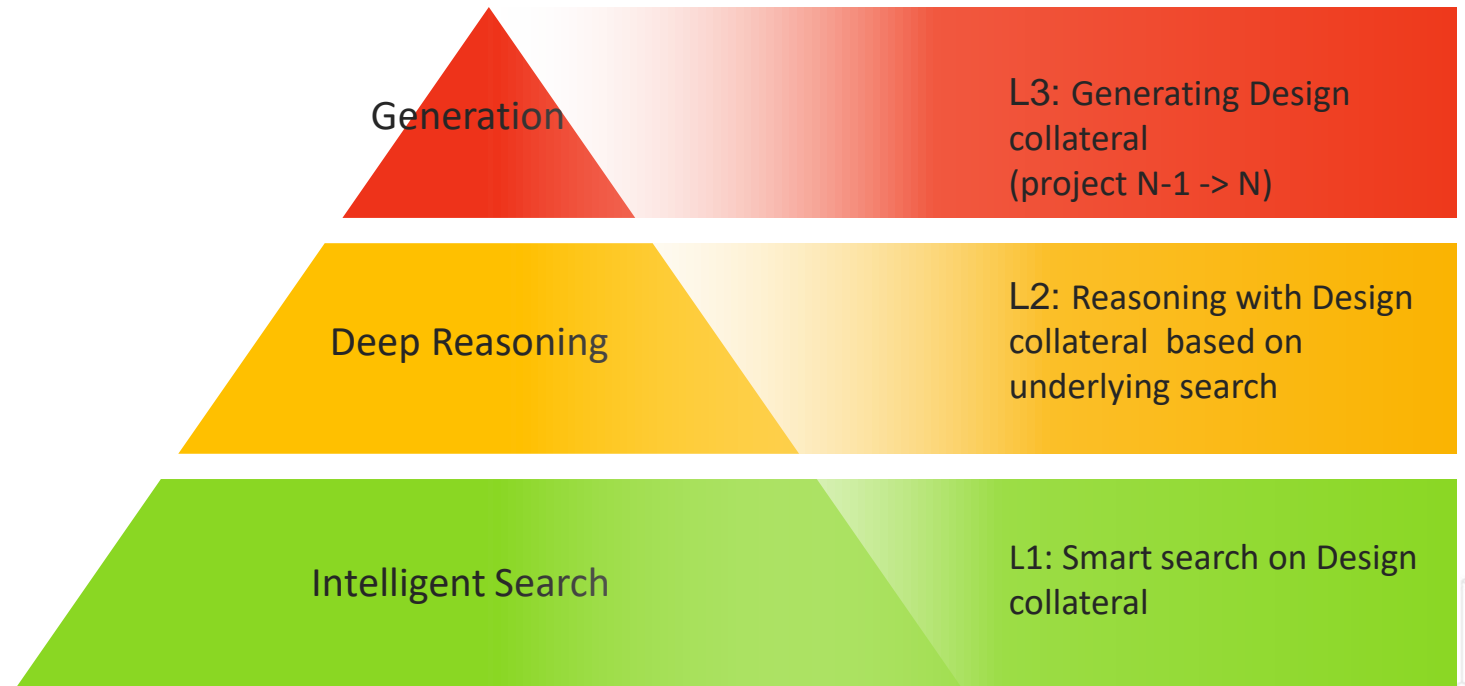 Generation
L3: Generating Design
collateral
(project N-1 -> N)
Deep Reasoning
L2: Reasoning with Design
collateral  based on
underlying search
Intelligent Search
L1: Smart search on Design
collateral